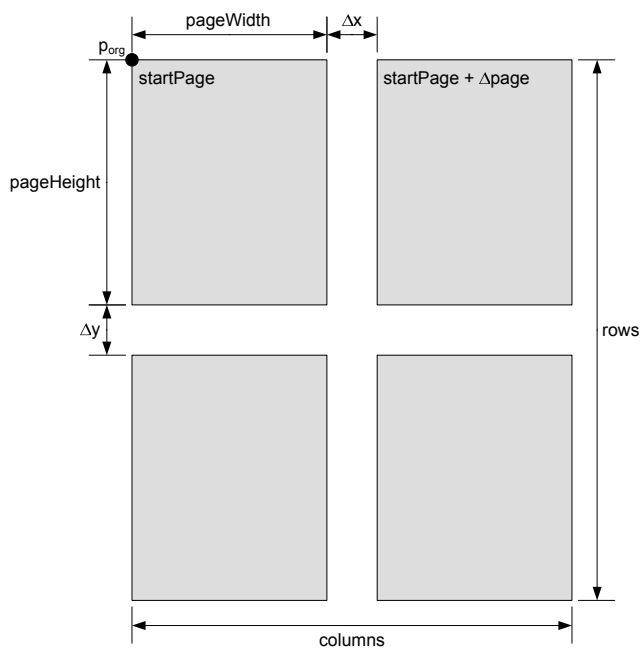 pageWidth
Δx
p_org
startPage
startPage + Δpage
pageHeight
Δy
rows
columns